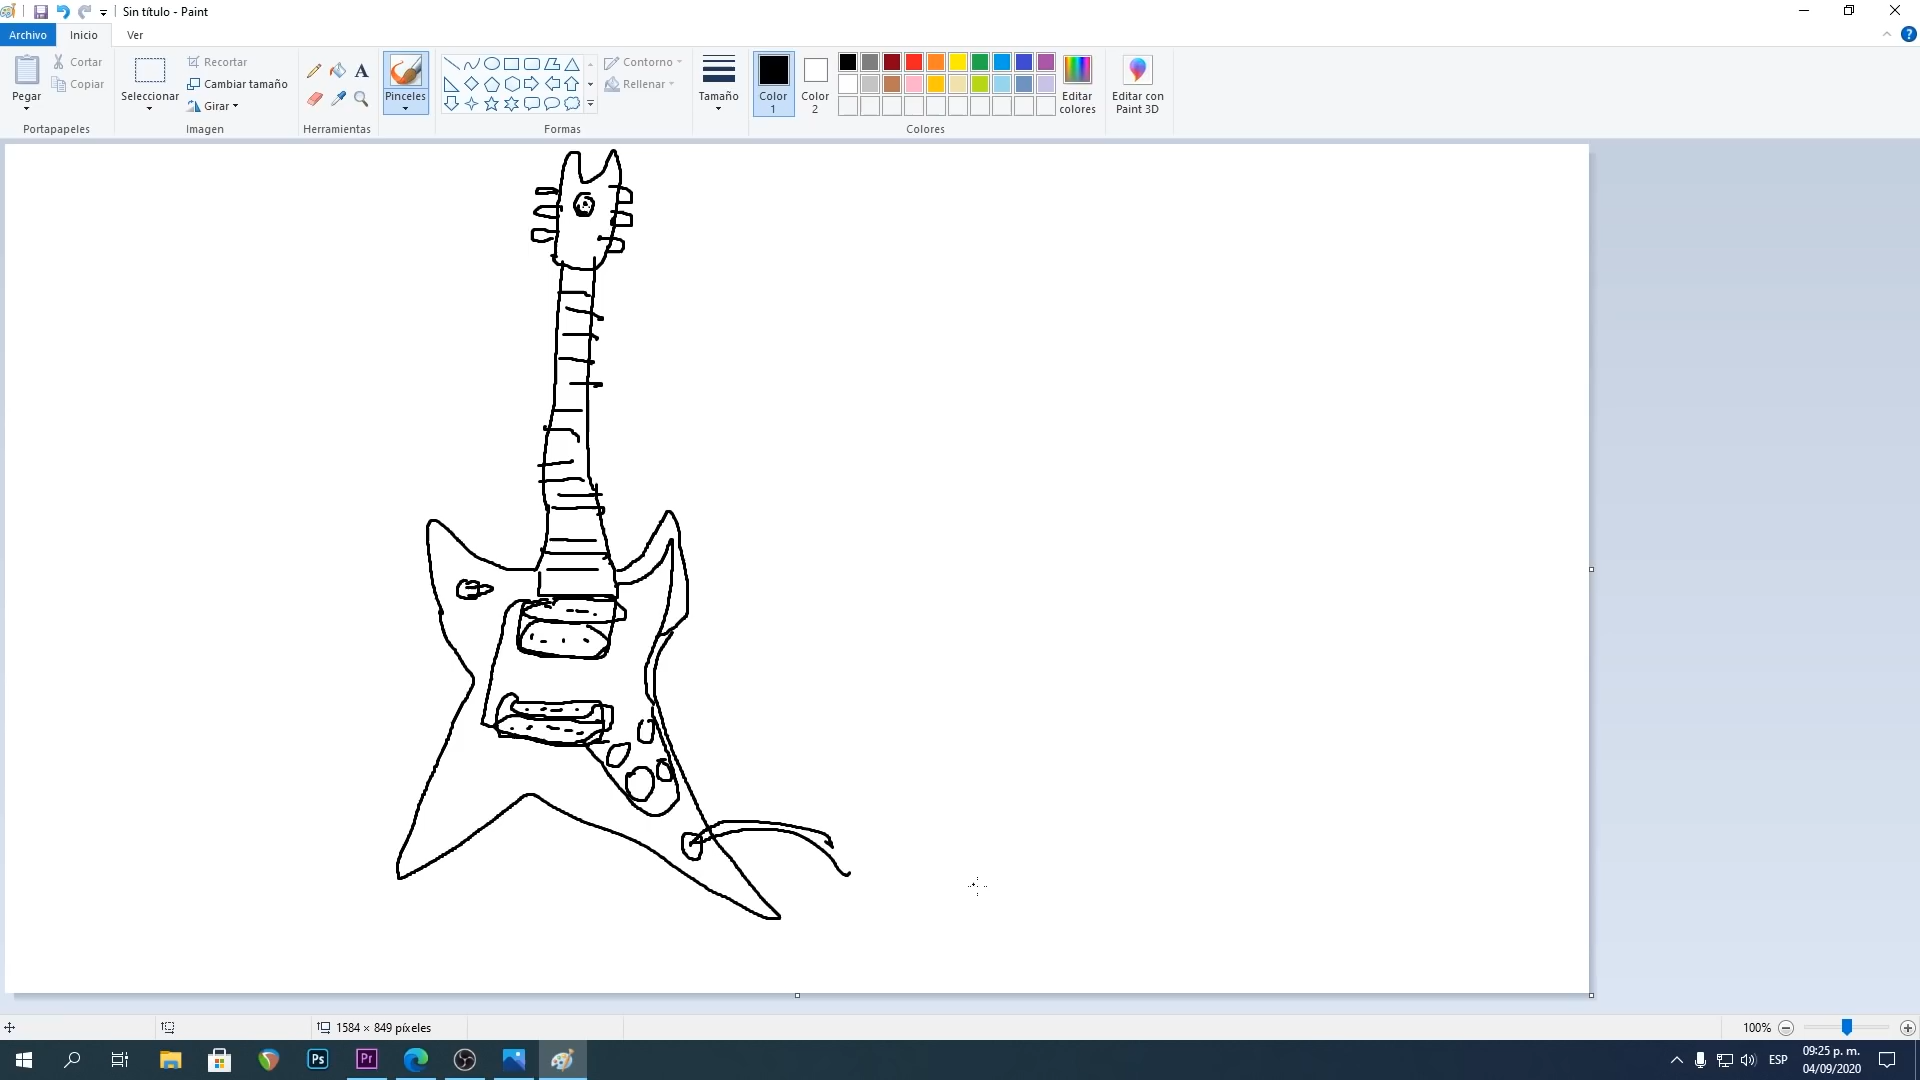 Sin título - Paint
Archivo Inicio Ver
Pegar
Cortar
Copiar
Portapapeles
Seleccionar
Recortar
Cambiar tamaño
Girar
Imagen
A
Herramientas
Pinceles
Contorno
Rellenar
Formas
Tamaño
Color
1
Color
2
Colores
Editar
colores
Editar con
Paint 3D
?
1584 × 849 píxeles
100%
Ps
Pr
ESP
09:25 p. m.
04/09/2020